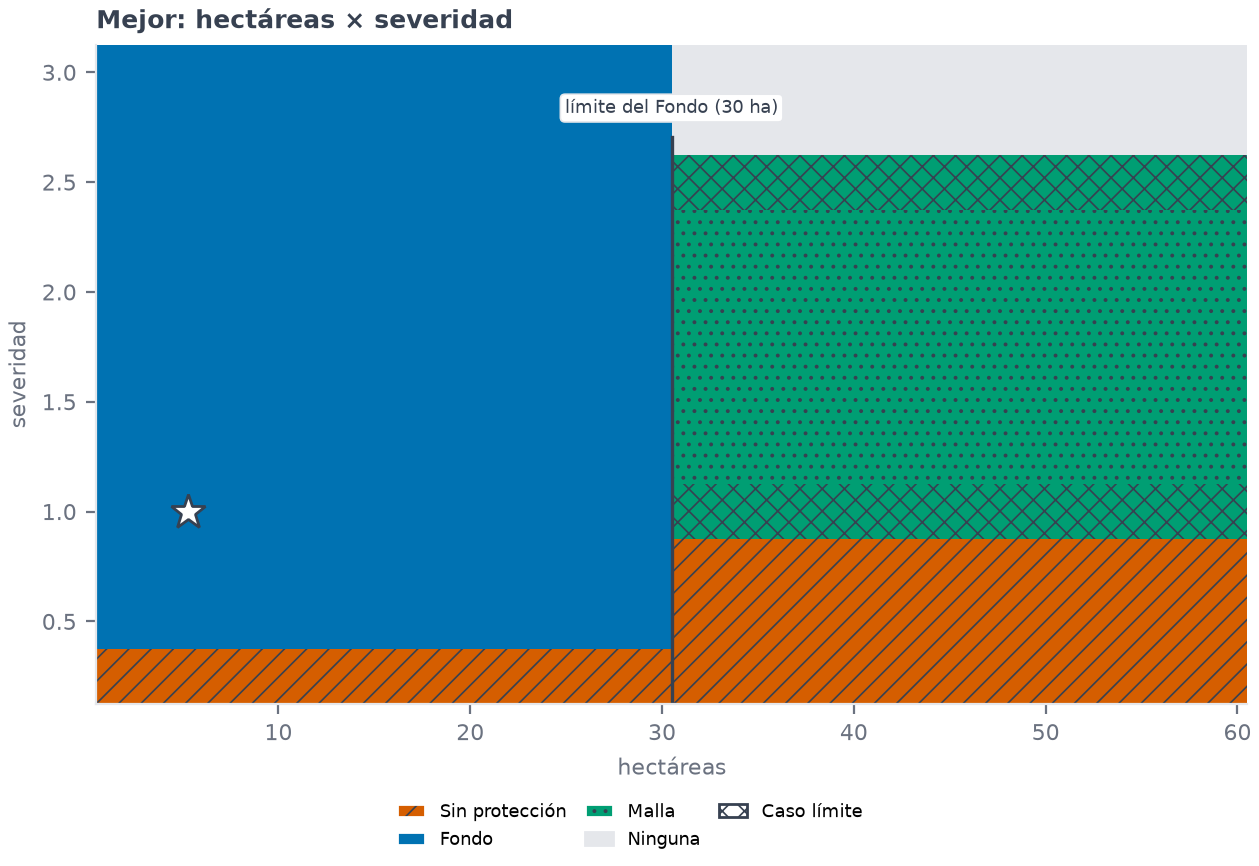 Mejor: hectáreas × severidad
límite del Fondo (30 ha)
3.0
2.5
2.0
1.5
1.0
0.5
severidad
10
20
30
40
50
60
hectáreas
Sin protección
Malla
Caso límite
Fondo
Ninguna